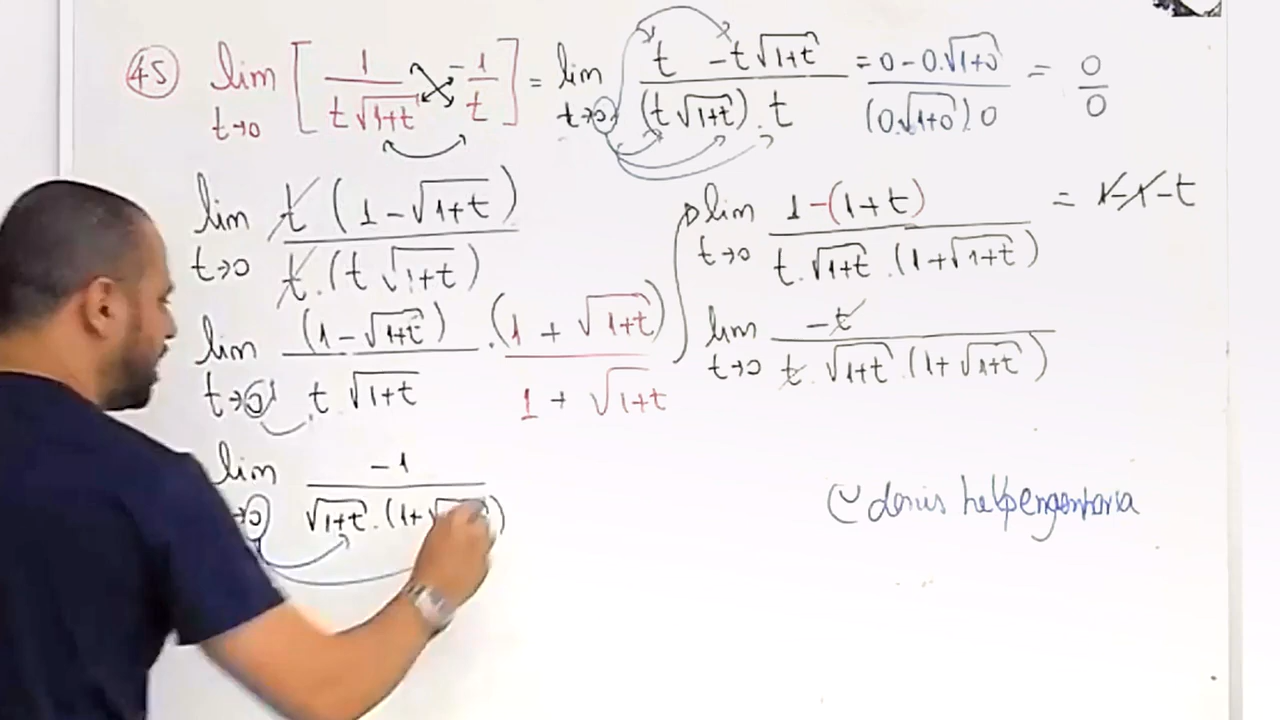 45 lim t→0 [ 1/(t√1+t) - 1/t ] = lim t→0 (t - t√1+t)/((t√1+t).t) = (0-0.√1+0)/((0.√1+0).0) = 0/0
lim t→0 t(1-√1+t)/(t.(t√1+t))
lim t→0 (1-√1+t)/(t.√1+t) . (1+√1+t)/(1+√1+t)
lim t→0 (1-(1+t))/(t.√1+t.(1+√1+t)) = 1-1-t
lim t→0 -t/(t.√1+t.(1+√1+t))
lim →0 -1/(√1+t.(1+√
helpengenharia